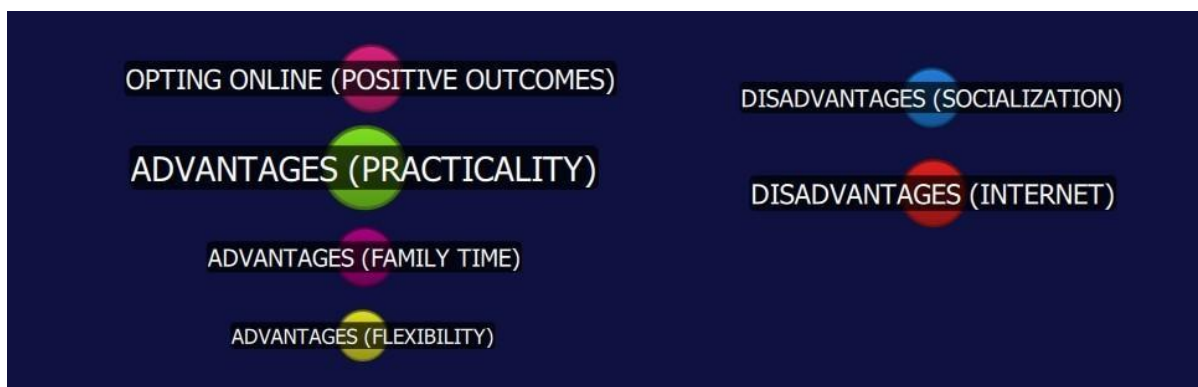 OPTING ONLINE (POSITIVE OUTCOMES)
ADVANTAGES (PRACTICALITY)
ADVANTAGES (FAMILY TIME)
ADVANTAGES (FLEXIBILITY)
DISADVANTAGES (SOCIALIZATION)
DISADVANTAGES (INTERNET)